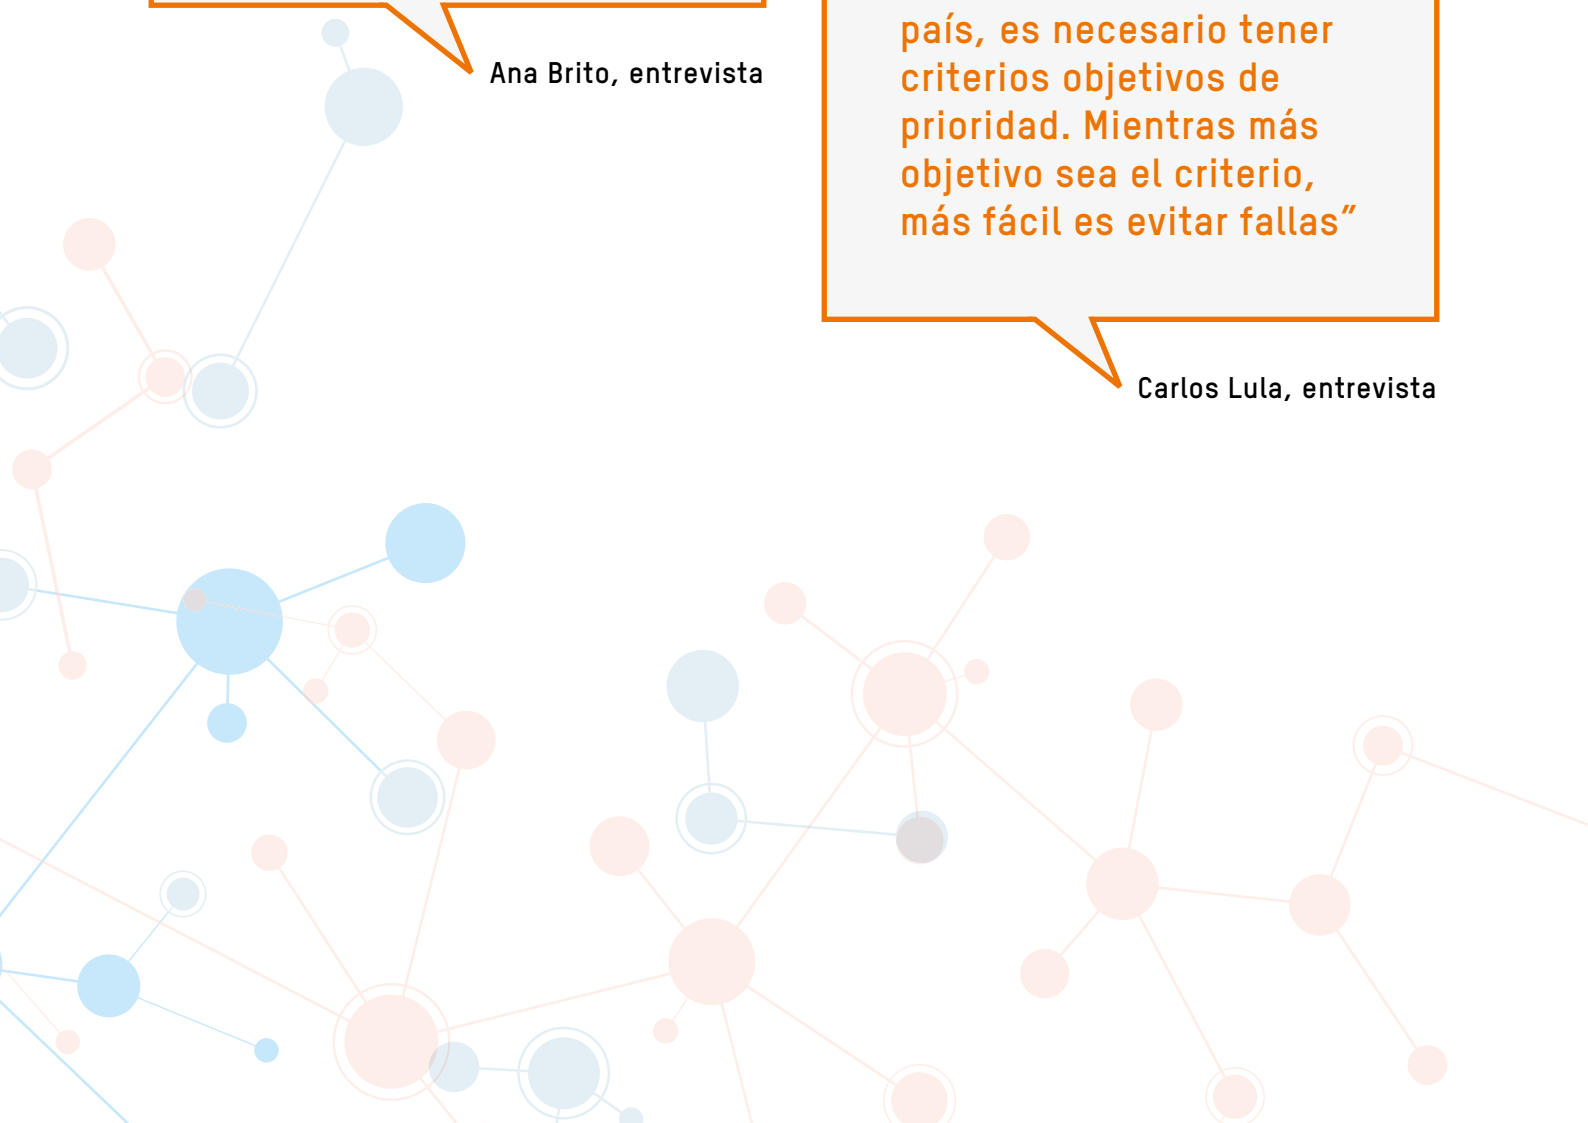 Ana Brito, entrevista
país, es necesario tener
criterios objetivos de
prioridad. Mientras más
objetivo sea el criterio,
más fácil es evitar fallas”
Carlos Lula, entrevista